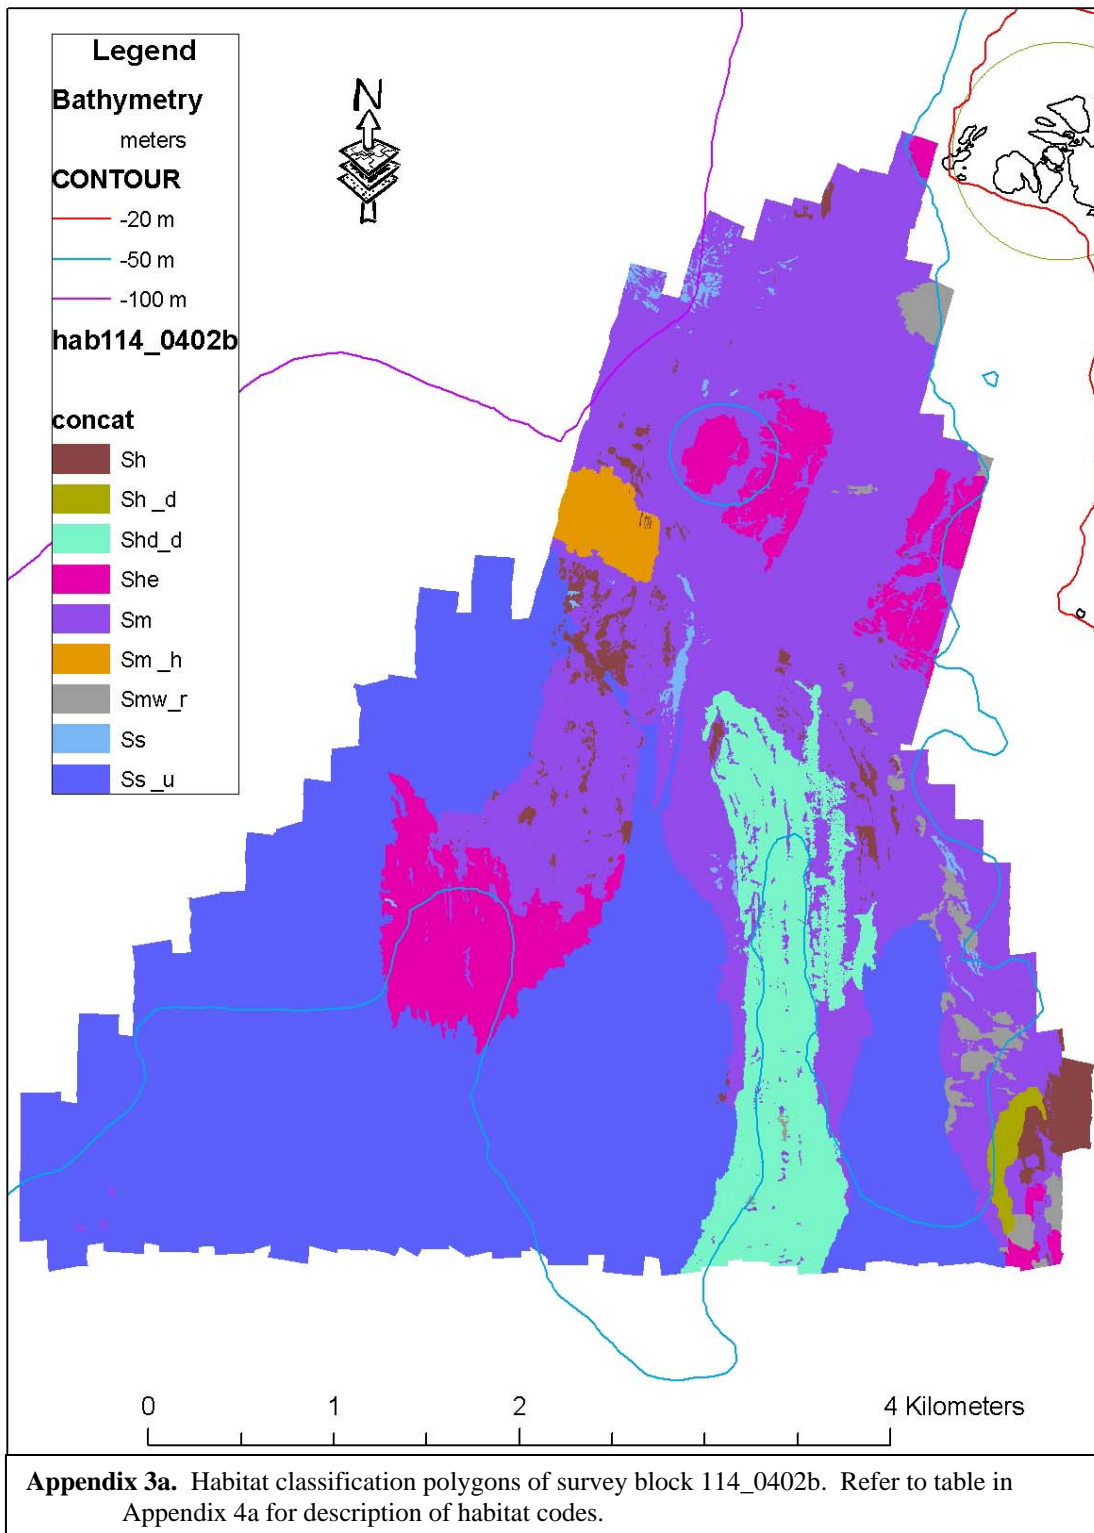 Legend
Bathymetry
meters
CONTOUR
-20 m
-50 m
-100 m
hab114_0402b
concat
Sh
Sh _d
Shd_d
She
Sm
Sm _h
Smw_r
Ss
Ss _u
N
0 1 2 4 Kilometers
Appendix 3a. Habitat classification polygons of survey block 114_0402b. Refer to table in
Appendix 4a for description of habitat codes.